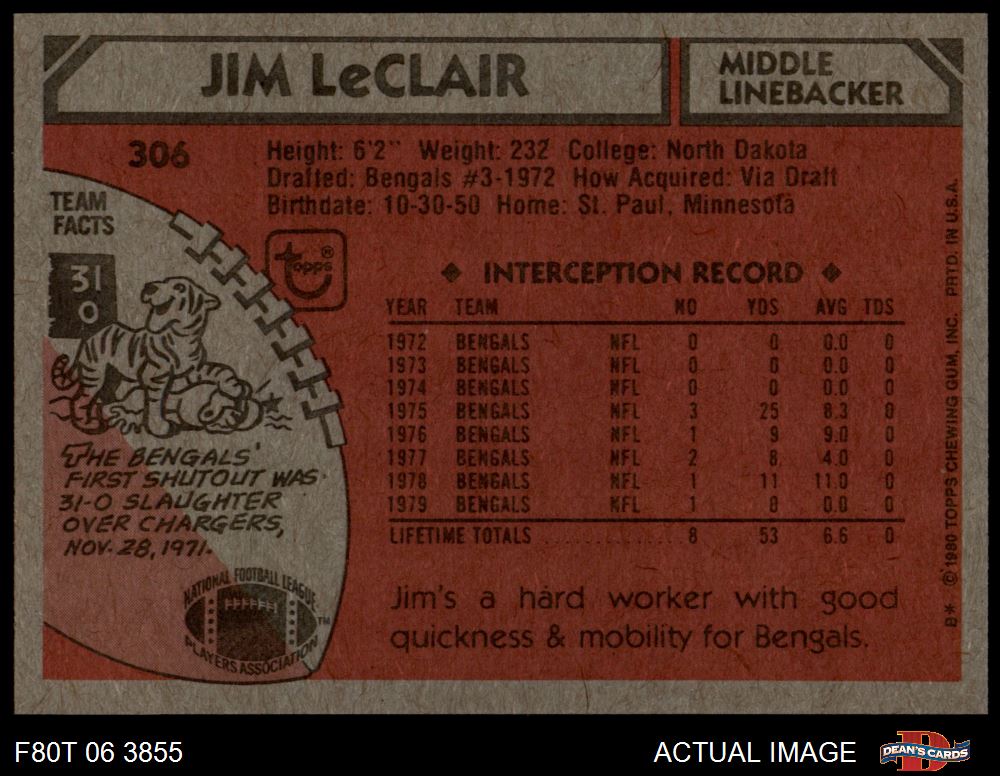 JIM LeCLAIR
MIDDLE
LINEBACKER
306
Height: 6'2" Weight: 232 College: North Dakota
Drafted: Bengals #3-1972 How Acquired: Via Draft
Birthdate: 10-30-50 Home: St. Paul, Minnesota
TEAM
FACTS
31
0
topps®
INTERCEPTION RECORD
YEAR TEAM NO YDS AVG TDS
1972 BENGALS NFL 0 0 0.0 0
1973 BENGALS NFL 0 0 0.0 0
1974 BENGALS NFL 0 0 0.0 0
1975 BENGALS NFL 3 25 8.3 0
1976 BENGALS NFL 1 9 9.0 0
1977 BENGALS NFL 2 8 4.0 0
1978 BENGALS NFL 1 11 11.0 0
1979 BENGALS NFL 1 0 0.0 0
LIFETIME TOTALS .............. 8 53 6.6 0
THE BENGALS'
FIRST SHUTOUT WAS
31-0 SLAUGHTER
OVER CHARGERS,
NOV. 28, 1971.
NATIONAL FOOTBALL LEAGUE
PLAYERS ASSOCIATION
TM
Jim's a hard worker with good
quickness & mobility for Bengals.
B* © 1980 TOPPS CHEWING GUM, INC. PRTD. IN U.S.A.
F80T 06 3855
ACTUAL IMAGE
DEAN'S CARDS